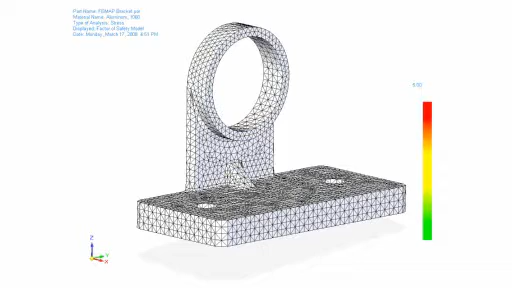 Part Name: FEMAP Bracket.par
Material Name: Aluminum, 1060
Type of Analysis: Stress
Displayed: Factor of Safety Model
Date: Monday, March 17, 2008, 8:51 PM
Z
Y
X